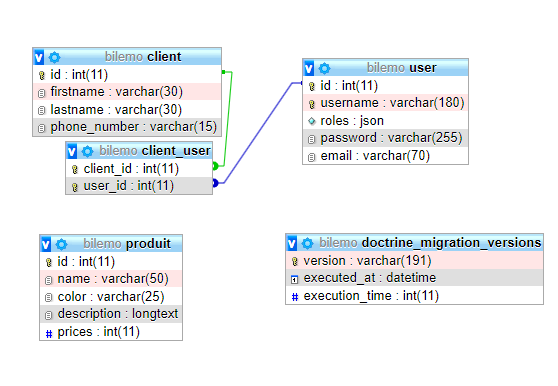 v bilemo client
id : int(11)
firstname : varchar(30)
lastname : varchar(30)
phone_number : varchar(15)
v bilemo client_user
client_id : int(11)
user_id : int(11)
v bilemo user
id : int(11)
username : varchar(180)
roles : json
password : varchar(255)
email : varchar(70)
v bilemo produit
id : int(11)
name : varchar(50)
color : varchar(25)
description : longtext
# prices : int(11)
v bilemo doctrine_migration_versions
version : varchar(191)
executed_at : datetime
# execution_time : int(11)